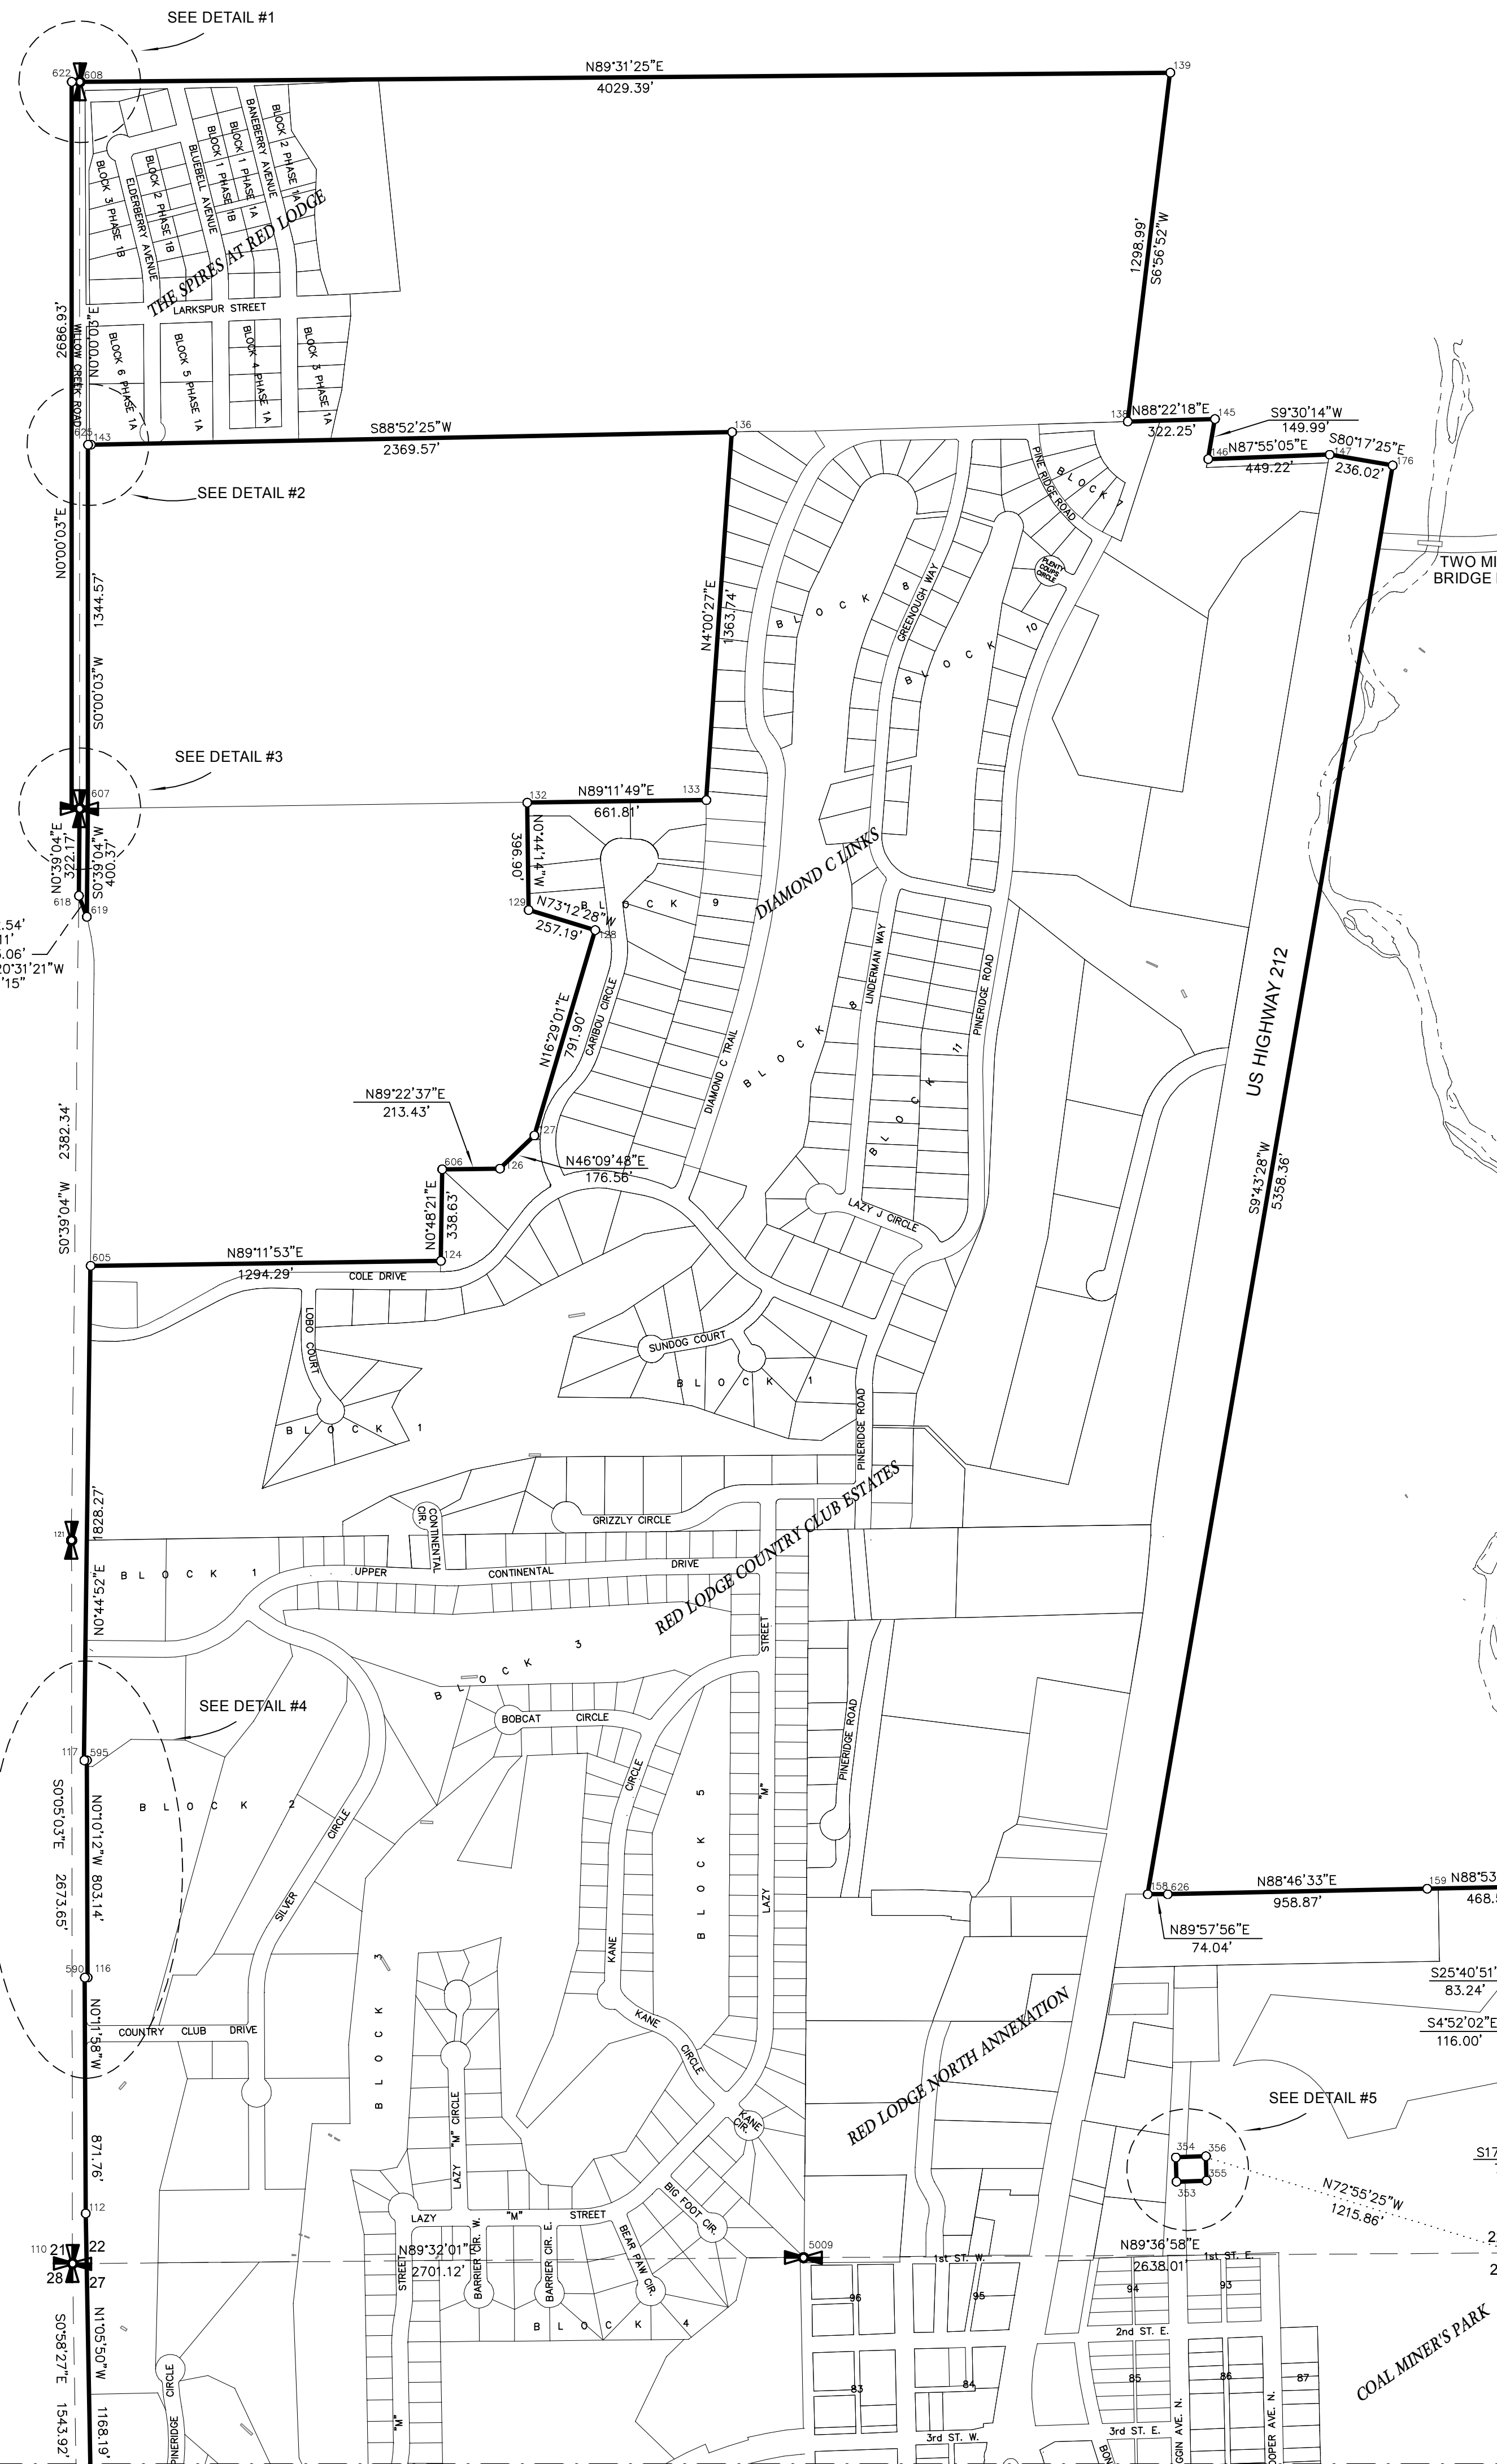 SEE DETAIL #1
622
608
N89°31'25"E
4029.39'
139
BLOCK 3 PHASE 1B
ELDERBERRY AVENUE
BLOCK 2 PHASE 1B
BLUEBELL AVENUE
BLOCK 1 PHASE 1B
BLOCK 1 PHASE 1A
BANEBERRY AVENUE
BLOCK 2 PHASE 1A
THE SPIRES AT RED LODGE
1298.99'
S6°56'52"W
LARKSPUR STREET
2686.93'
N0°00'03"E
WILLOW CREEK ROAD
N0°00'03"E
BLOCK 6 PHASE 1A
BLOCK 5 PHASE 1A
BLOCK 4 PHASE 1A
BLOCK 3 PHASE 1A
625
143
S88°52'25"W
2369.57'
136
138
N88°22'18"E
322.25'
145
S9°30'14"W
149.99'
146
N87°55'05"E
449.22'
147
S80°17'25"E
236.02'
176
SEE DETAIL #2
PINE RIDGE ROAD
BLOCK 7
PLENTY
COUPS
CIRCLE
TWO MI
BRIDGE
1344.57'
S0°00'03"W
N4°00'27"E
1363.74'
BLOCK 8
GREENOUGH WAY
BLOCK 10
SEE DETAIL #3
607
132
N89°11'49"E
661.81'
133
N0°39'04"E
322.17'
S0°39'04"W
400.37'
618
619
396.90'
N0°44'14"W
129
N73°12'28"W
257.19'
128
BLOCK 9
DIAMOND C LINKS
.54'
11'
.06'
20°31'21"W
'15"
N16°29'01"E
791.90'
CARIBOU CIRCLE
DIAMOND C TRAIL
BLOCK 8
LINDERMAN WAY
BLOCK 11
PINERIDGE ROAD
US HIGHWAY 212
S9°43'28"W
5358.36'
N89°22'37"E
213.43'
127
606
126
N46°09'48"E
176.56'
S0°39'04"W 2382.34'
N0°48'21"E
338.63'
LAZY J CIRCLE
605
N89°11'53"E
1294.29'
124
COLE DRIVE
LOBO COURT
BLOCK 1
SUNDOG COURT
BLOCK 1
PINERIDGE ROAD
RED LODGE COUNTRY CLUB ESTATES
CONTINENTAL
CIR.
GRIZZLY CIRCLE
121
N0°44'52"E 1828.27'
BLOCK 1
UPPER CONTINENTAL DRIVE
BLOCK 3
STREET
SEE DETAIL #4
BOBCAT CIRCLE
PINERIDGE ROAD
117
595
BLOCK 2
SILVER CIRCLE
KANE CIRCLE
BLOCK 5
"M"
LAZY
S0°05'03"E 2673.65'
N0°10'12"W 803.14'
158
626
N88°46'33"E
958.87'
159
N88°53
468.
N89°57'56"E
74.04'
590
116
N0°11'58"W 871.76'
COUNTRY CLUB DRIVE
BLOCK 3
LAZY "M" CIRCLE
KANE CIRCLE
KANE
CIR.
RED LODGE NORTH ANNEXATION
S25°40'51"
83.24'
S4°52'02"E
116.00'
SEE DETAIL #5
354
356
355
353
S17
N72°55'25"W
1215.86'
BIG FOOT CIR.
112
LAZY "M" STREET
BARRIER CIR. W.
BARRIER CIR. E.
BEAR PAW CIR.
110
21
22
28
27
N89°32'01"E
2701.12'
STREET
5009
1st ST. W.
N89°36'58"E
2638.01'
1st ST. E.
2
2
BLOCK 4
96
95
94
93
2nd ST. E.
S0°58'27"E 1543.92'
N1°05'50"W 1168.19'
PINERIDGE CIRCLE
"M"
83
84
85
86
87
COAL MINER'S PARK
3rd ST. W.
3rd ST. E.
BON
GGIN AVE. N.
OOPER AVE. N.